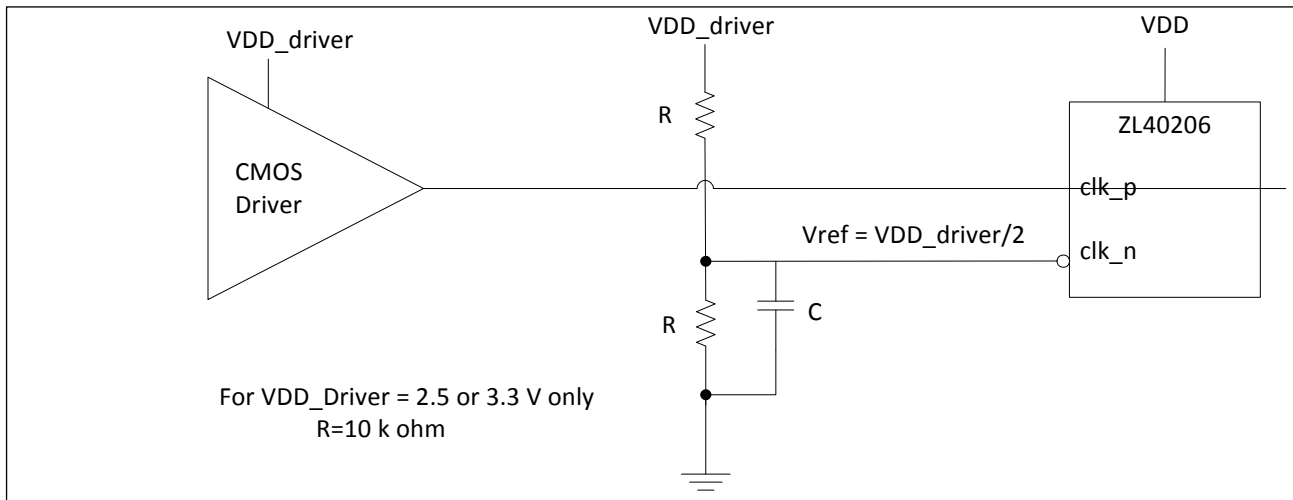 VDD_driver
VDD_driver
VDD
R
ZL40206
CMOS
Driver
clk_p
Vref = VDD_driver/2
clk_n
R
C
For VDD_Driver = 2.5 or 3.3 V only
R=10 k ohm